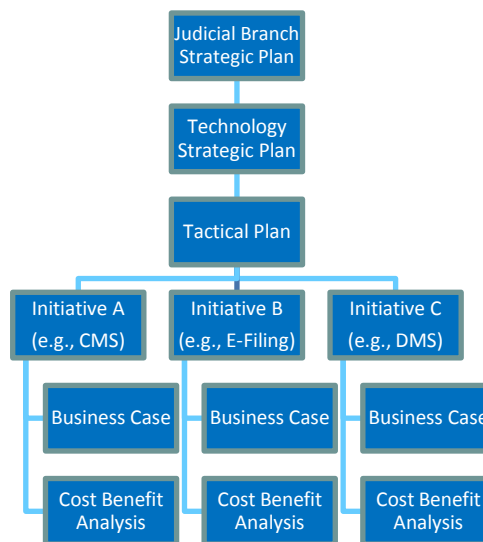 Judicial Branch
Strategic Plan
Technology
Strategic Plan
Tactical Plan
Initiative A
(e.g., CMS)
Initiative B
(e.g., E-Filing)
Initiative C
(e.g., DMS)
Business Case
Business Case
Business Case
Cost Benefit
Analysis
Cost Benefit
Analysis
Cost Benefit
Analysis